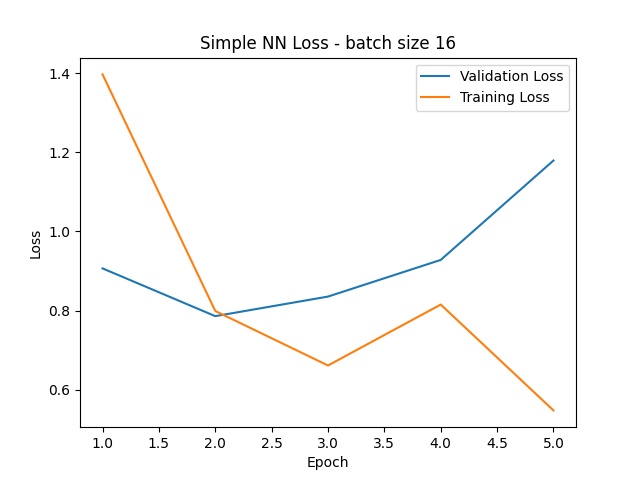 Simple NN Loss - batch size 16
Validation Loss
Training Loss
1.4
1.2
1.0
0.8
0.6
Loss
1.0 1.5 2.0 2.5 3.0 3.5 4.0 4.5 5.0
Epoch